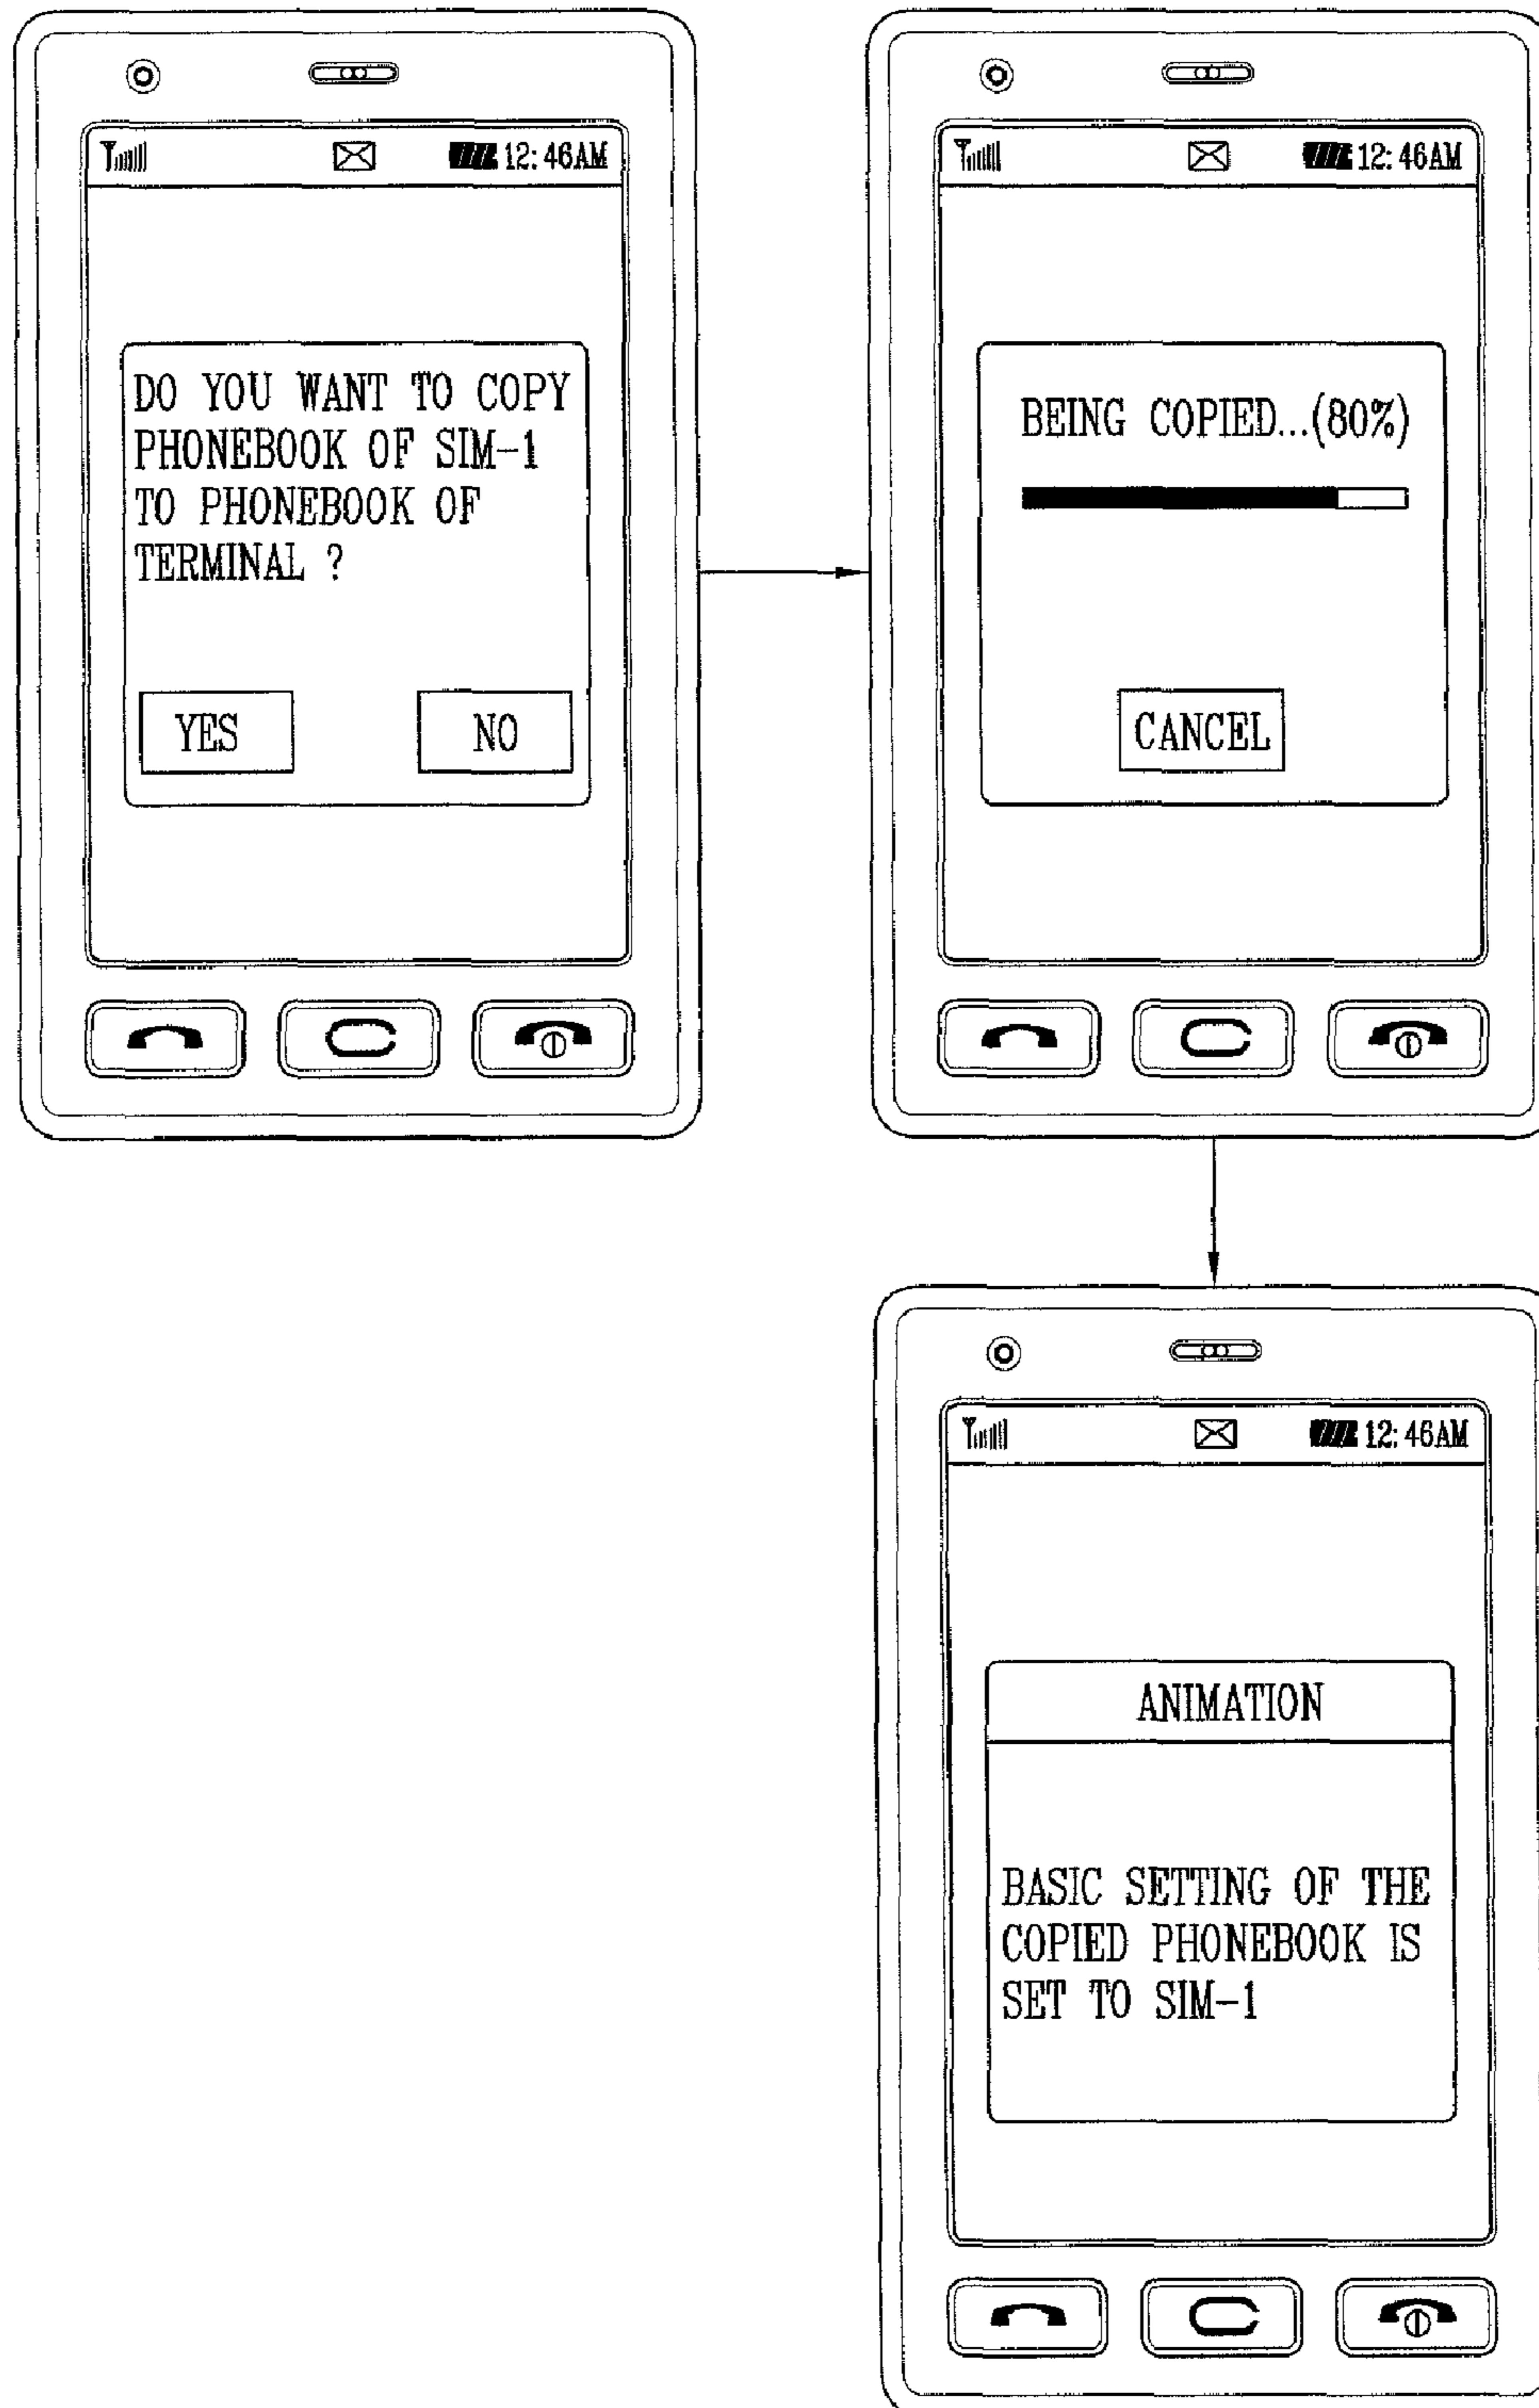 12:46AM
DO YOU WANT TO COPY
PHONEBOOK OF SIM-1
TO PHONEBOOK OF
TERMINAL ?
YES
NO
12:46AM
BEING COPIED...(80%)
CANCEL
12:46AM
ANIMATION
BASIC SETTING OF THE
COPIED PHONEBOOK IS
SET TO SIM-1